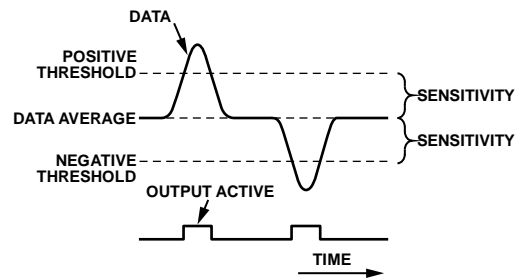 DATA
POSITIVE
THRESHOLD
SENSITIVITY
DATA AVERAGE
SENSITIVITY
NEGATIVE
THRESHOLD
OUTPUT ACTIVE
TIME